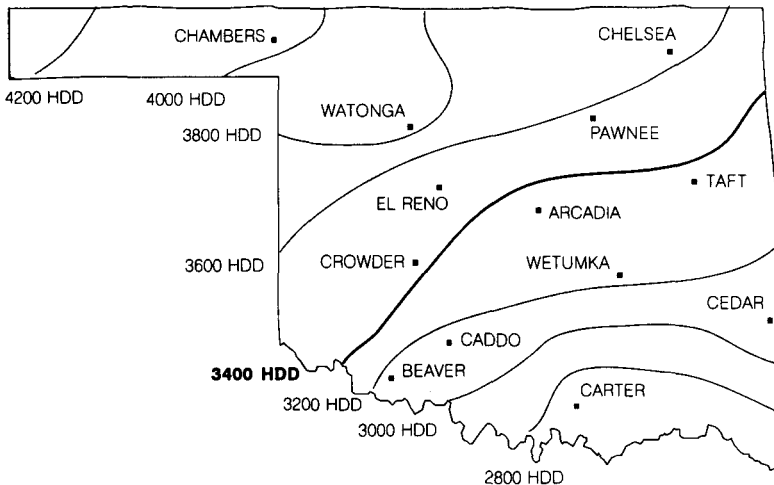 CHAMBERS
CHELSEA
4200 HDD
4000 HDD
WATONGA
3800 HDD
PAWNEE
TAFT
EL RENO
ARCADIA
3600 HDD
CROWDER
WETUMKA
CEDAR
CADDO
3400 HDD
BEAVER
3200 HDD
CARTER
3000 HDD
2800 HDD